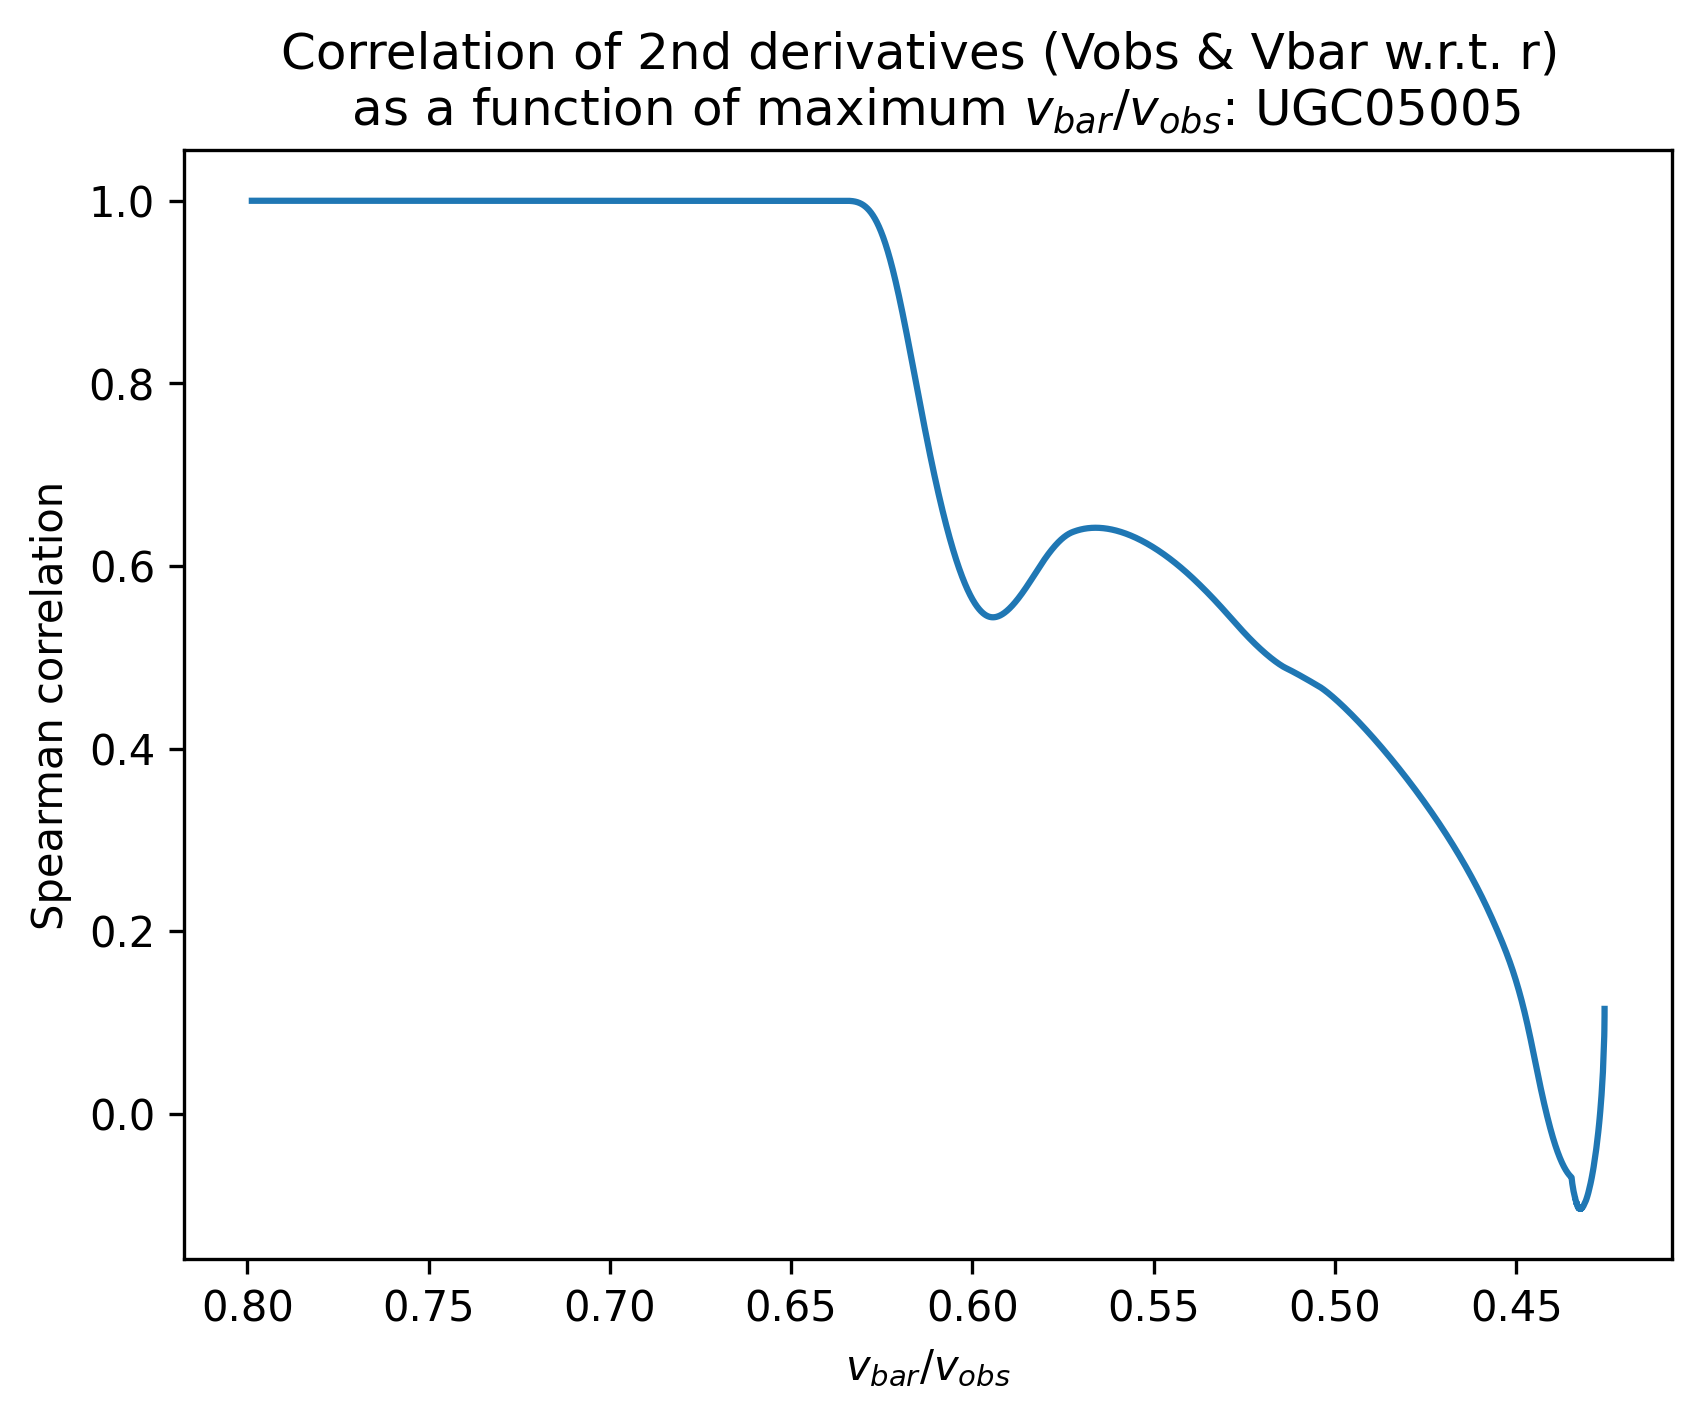 Correlation of 2nd derivatives (Vobs & Vbar w.r.t. r)
as a function of maximum v_bar/v_obs: UGC05005
Spearman correlation
1.0
0.8
0.6
0.4
0.2
0.0
0.80 0.75 0.70 0.65 0.60 0.55 0.50 0.45
v_bar/v_obs